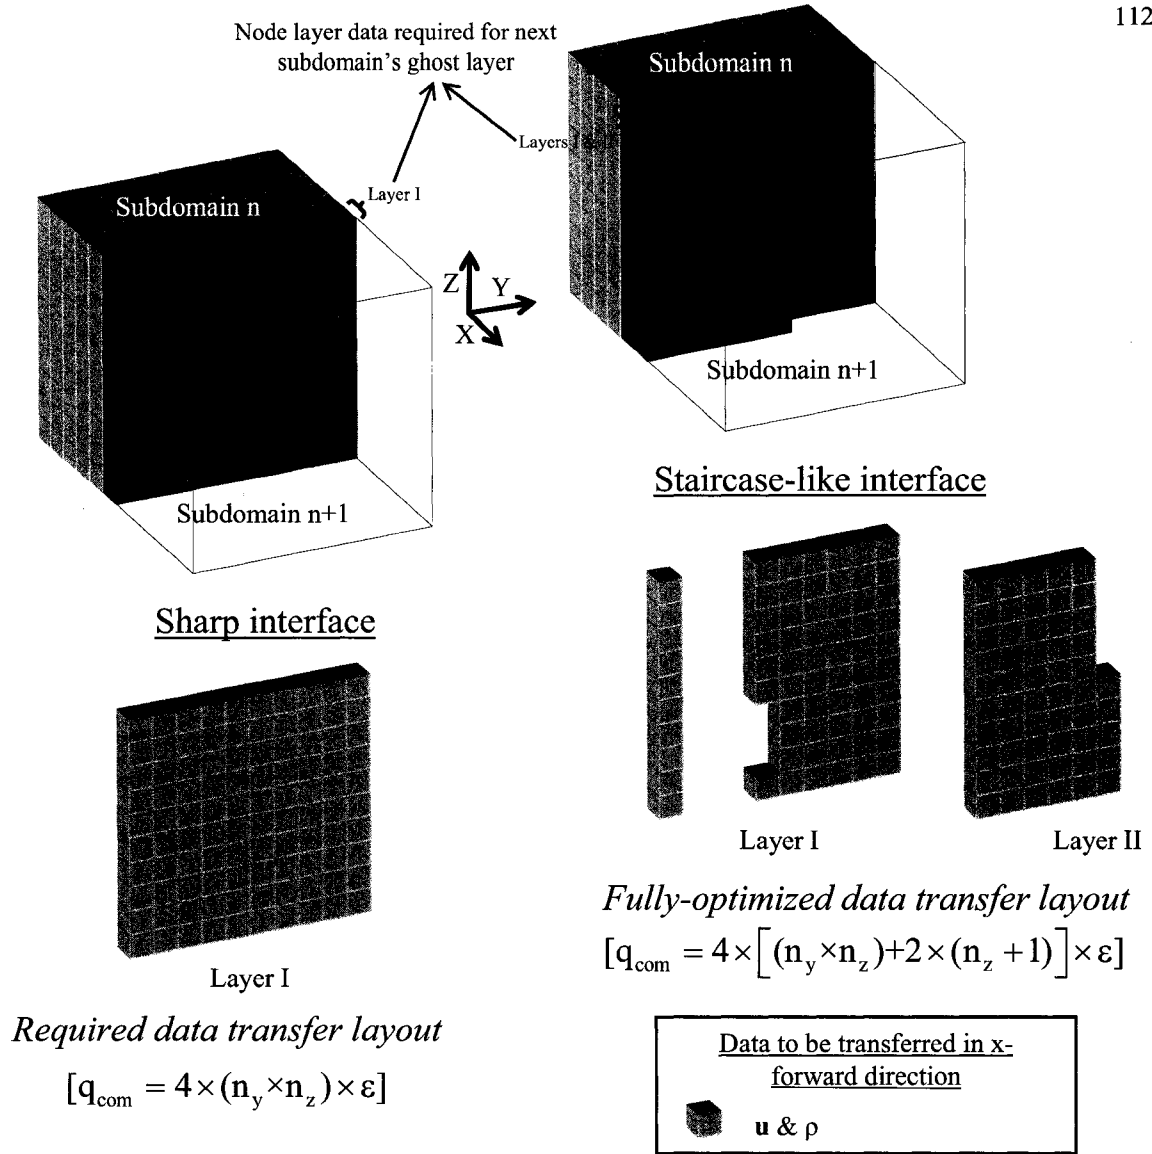 112
Node layer data required for next
subdomain's ghost layer
Subdomain n
Layers
Layer I
Subdomain n
Z
Y
X
Subdomain n+1
Subdomain n+1
Staircase-like interface
Sharp interface
Layer I
Layer II
Fully-optimized data transfer layout
[q_com = 4×[(n_y×n_z)+2×(n_z+1)]×ε]
Layer I
Required data transfer layout
[q_com = 4×(n_y×n_z)×ε]
Data to be transferred in x-
forward direction
u & ρ